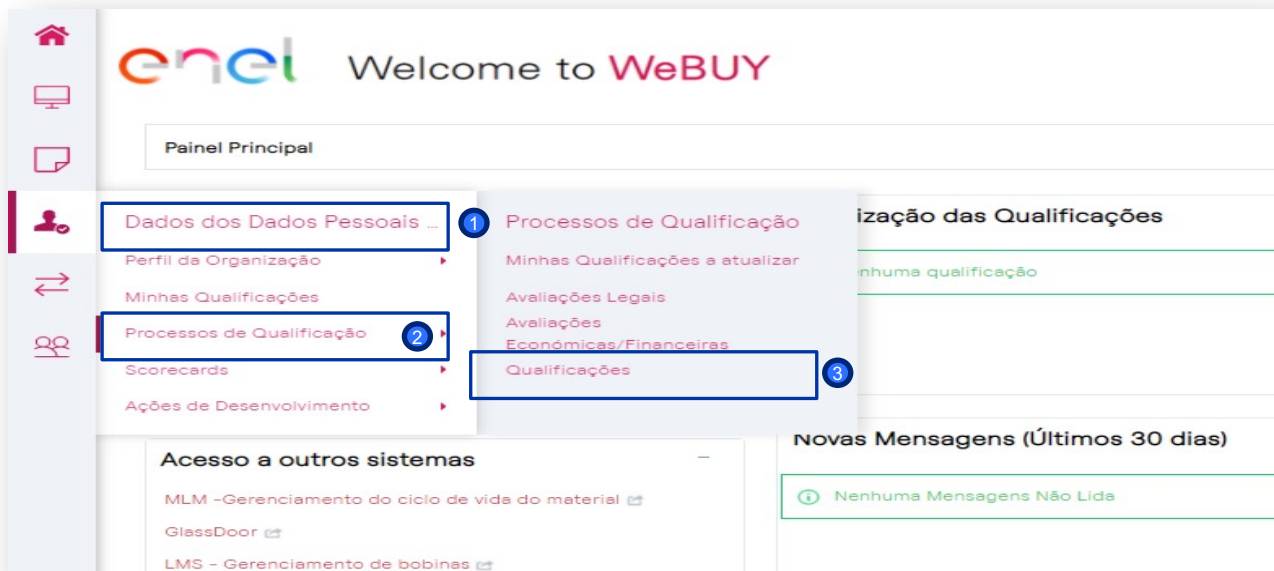 enel Welcome to WeBUY
Painel Principal
Dados dos Dados Pessoais ...
1
Perfil da Organização
Minhas Qualificações
Processos de Qualificação
2
Scorecards
Ações de Desenvolvimento
Processos de Qualificação
Minhas Qualificações a atualizar
Avaliações Legais
Avaliações
Económicas/Financeiras
Qualificações
3
ização das Qualificações
nhuma qualificação
Acesso a outros sistemas
MLM -Gerenciamento do ciclo de vida do material
GlassDoor
LMS - Gerenciamento de bobinas
Novas Mensagens (Últimos 30 dias)
Nenhuma Mensagens Não Lida